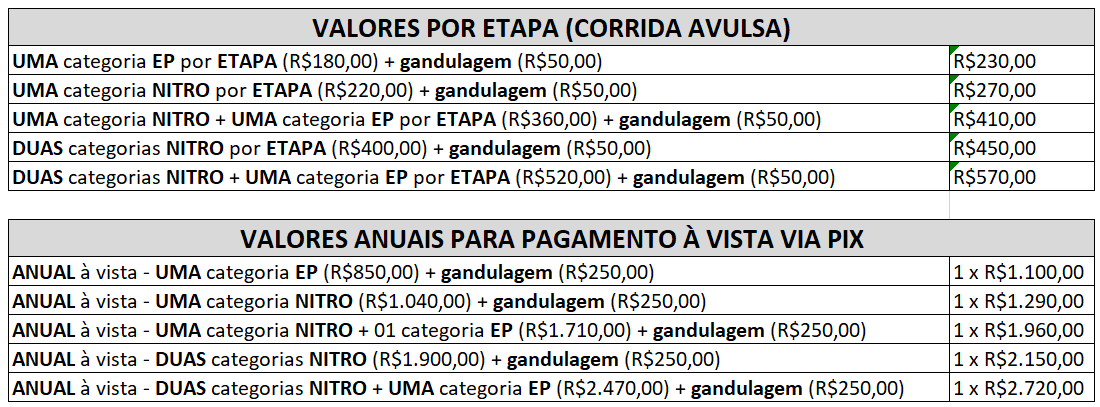 VALORES POR ETAPA (CORRIDA AVULSA)
UMA categoria EP por ETAPA (R$180,00) + gandulagem (R$50,00) R$230,00
UMA categoria NITRO por ETAPA (R$220,00) + gandulagem (R$50,00) R$270,00
UMA categoria NITRO + UMA categoria EP por ETAPA (R$360,00) + gandulagem (R$50,00) R$410,00
DUAS categorias NITRO por ETAPA (R$400,00) + gandulagem (R$50,00) R$450,00
DUAS categorias NITRO + UMA categoria EP por ETAPA (R$520,00) + gandulagem (R$50,00) R$570,00
VALORES ANUAIS PARA PAGAMENTO À VISTA VIA PIX
ANUAL à vista - UMA categoria EP (R$850,00) + gandulagem (R$250,00) 1 x R$1.100,00
ANUAL à vista - UMA categoria NITRO (R$1.040,00) + gandulagem (R$250,00) 1 x R$1.290,00
ANUAL à vista - UMA categoria NITRO + 01 categoria EP (R$1.710,00) + gandulagem (R$250,00) 1 x R$1.960,00
ANUAL à vista - DUAS categorias NITRO (R$1.900,00) + gandulagem (R$250,00) 1 x R$2.150,00
ANUAL à vista - DUAS categorias NITRO + UMA categoria EP (R$2.470,00) + gandulagem (R$250,00) 1 x R$2.720,00